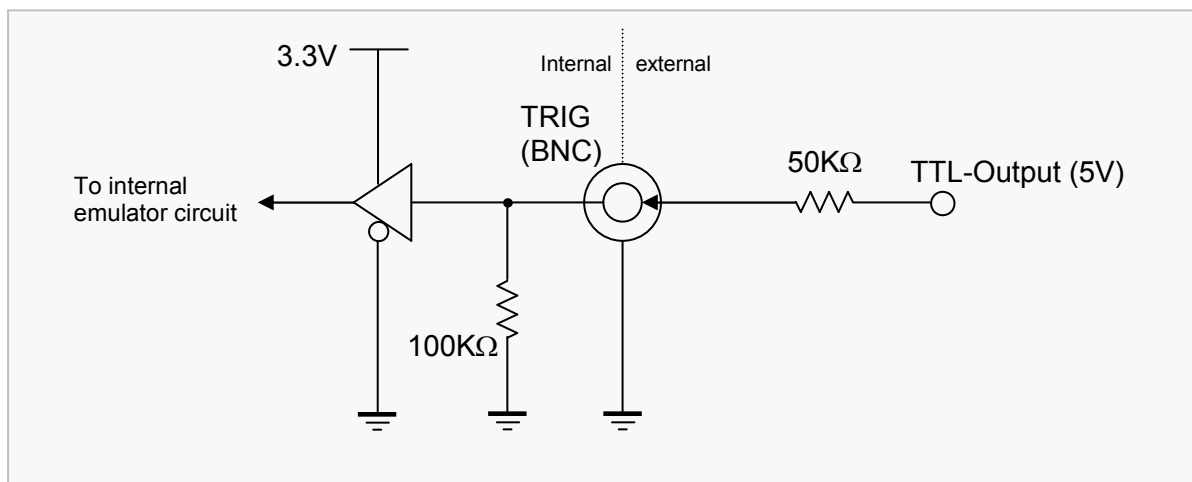 3.3V
Internal
external
TRIG
(BNC)
50KΩ
TTL-Output (5V)
To internal
emulator circuit
100KΩ